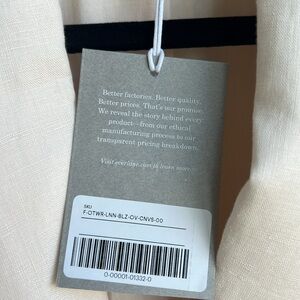 Better factories. Better quality.
Better prices. That's our promise.
We reveal the story behind every
product—from our ethical
manufacturing process to our
transparent pricing breakdown.
Visit everlane.com to learn more.
SKU
F-OTWR-LNN-BLZ-OV-CNVS-00
0-00001-01332-0